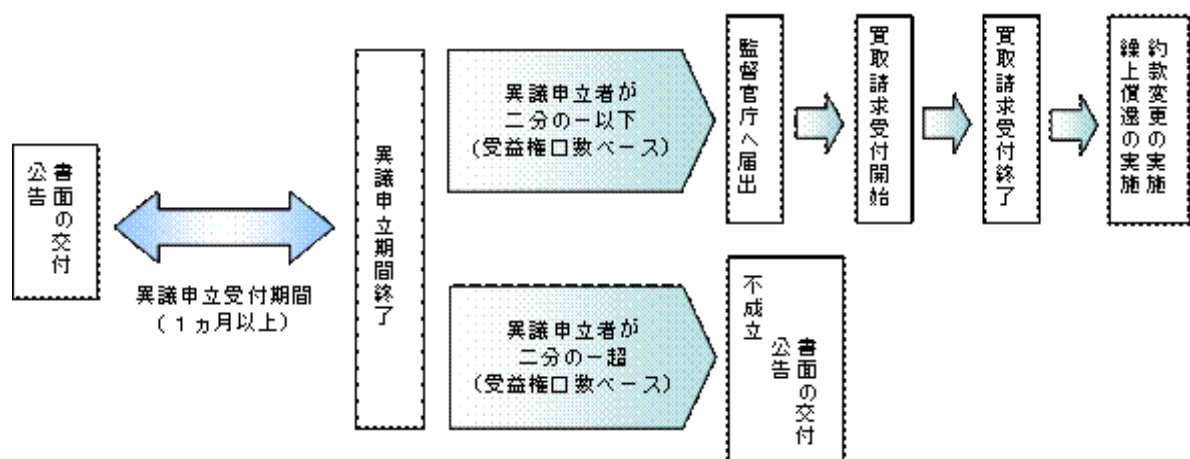 公告
書面の交付
異議申立受付期間
(1ヵ月以上)
異議申立期間終了
異議申立者が
二分の一以下
(受益権口数ベース)
監督官庁へ届出
買取請求受付開始
買取請求受付終了
約款変更の実施
繰上償還の実施
異議申立者が
二分の一超
(受益権口数ベース)
不成立
公告
書面の交付